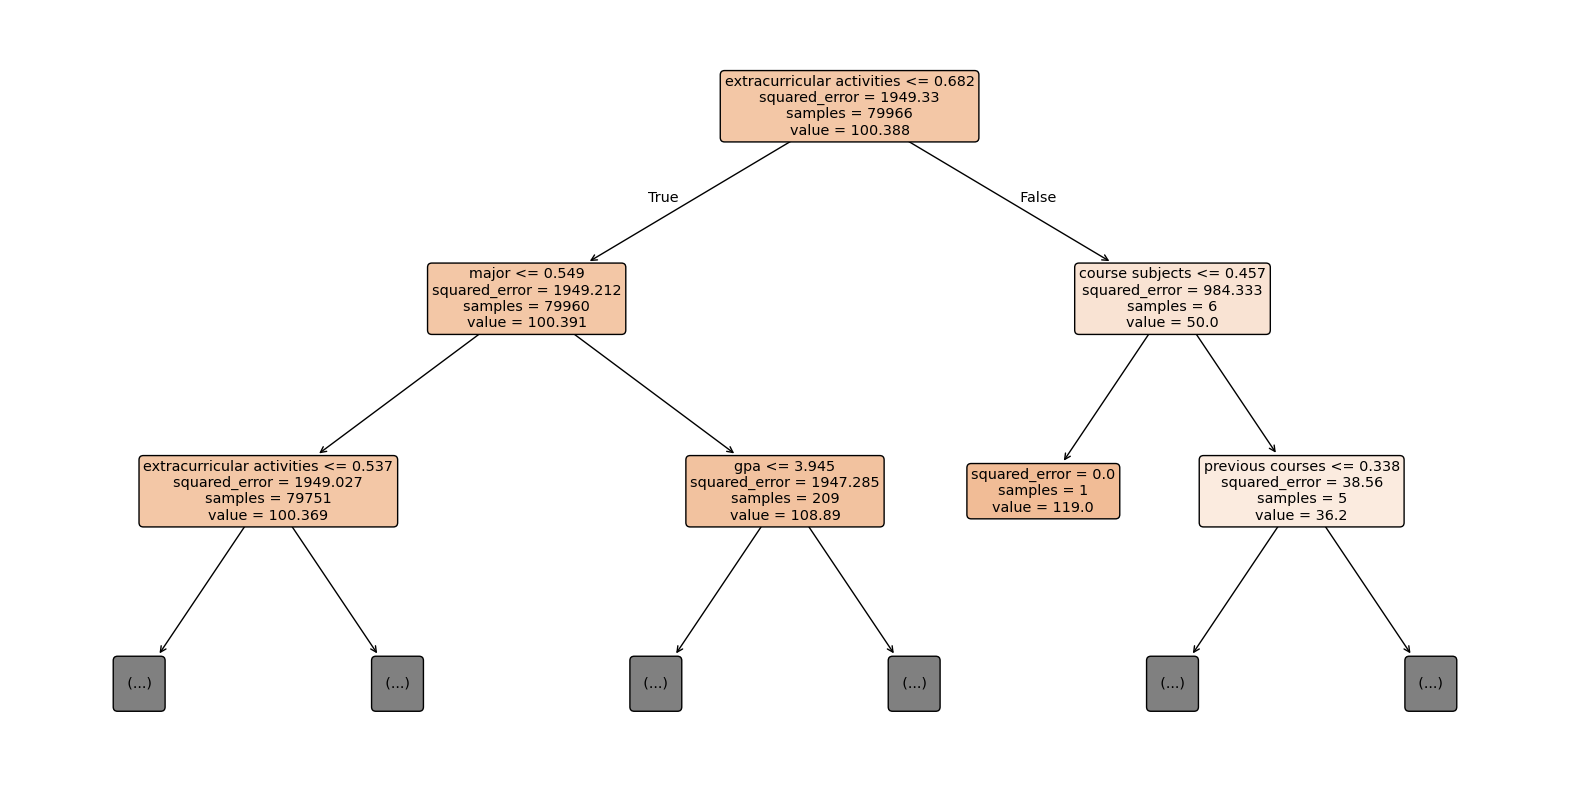 extracurricular activities <= 0.682
squared_error = 1949.33
samples = 79966
value = 100.388
True
False
major <= 0.549
squared_error = 1949.212
samples = 79960
value = 100.391
course subjects <= 0.457
squared_error = 984.333
samples = 6
value = 50.0
extracurricular activities <= 0.537
squared_error = 1949.027
samples = 79751
value = 100.369
gpa <= 3.945
squared_error = 1947.285
samples = 209
value = 108.89
squared_error = 0.0
samples = 1
value = 119.0
previous courses <= 0.338
squared_error = 38.56
samples = 5
value = 36.2
(...)
(...)
(...)
(...)
(...)
(...)